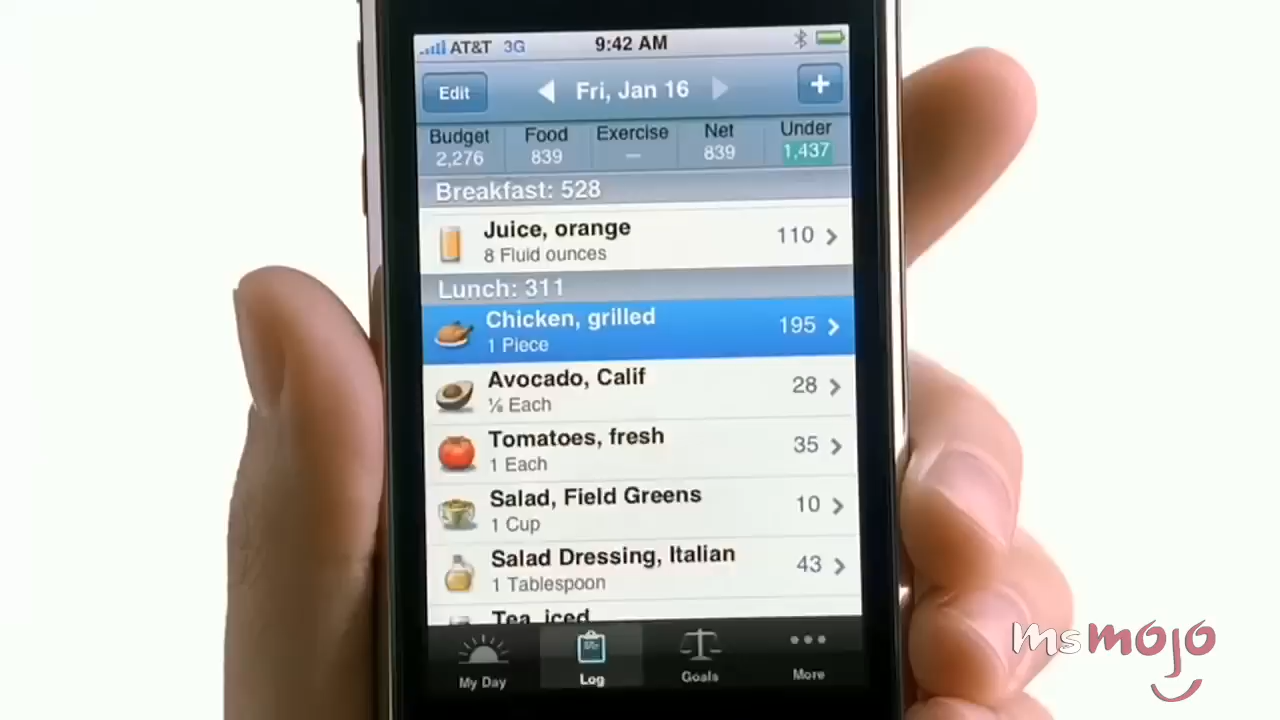 AT&T 3G 9:42 AM
Edit Fri, Jan 16 +
Budget Food Exercise Net Under
2,276 839 — 839 1,437
Breakfast: 528
Juice, orange 110
8 Fluid ounces
Lunch: 311
Chicken, grilled 195
1 Piece
Avocado, Calif 28
⅛ Each
Tomatoes, fresh 35
1 Each
Salad, Field Greens 10
1 Cup
Salad Dressing, Italian 43
1 Tablespoon
Tea, iced
My Day Log Goals More
msmojo